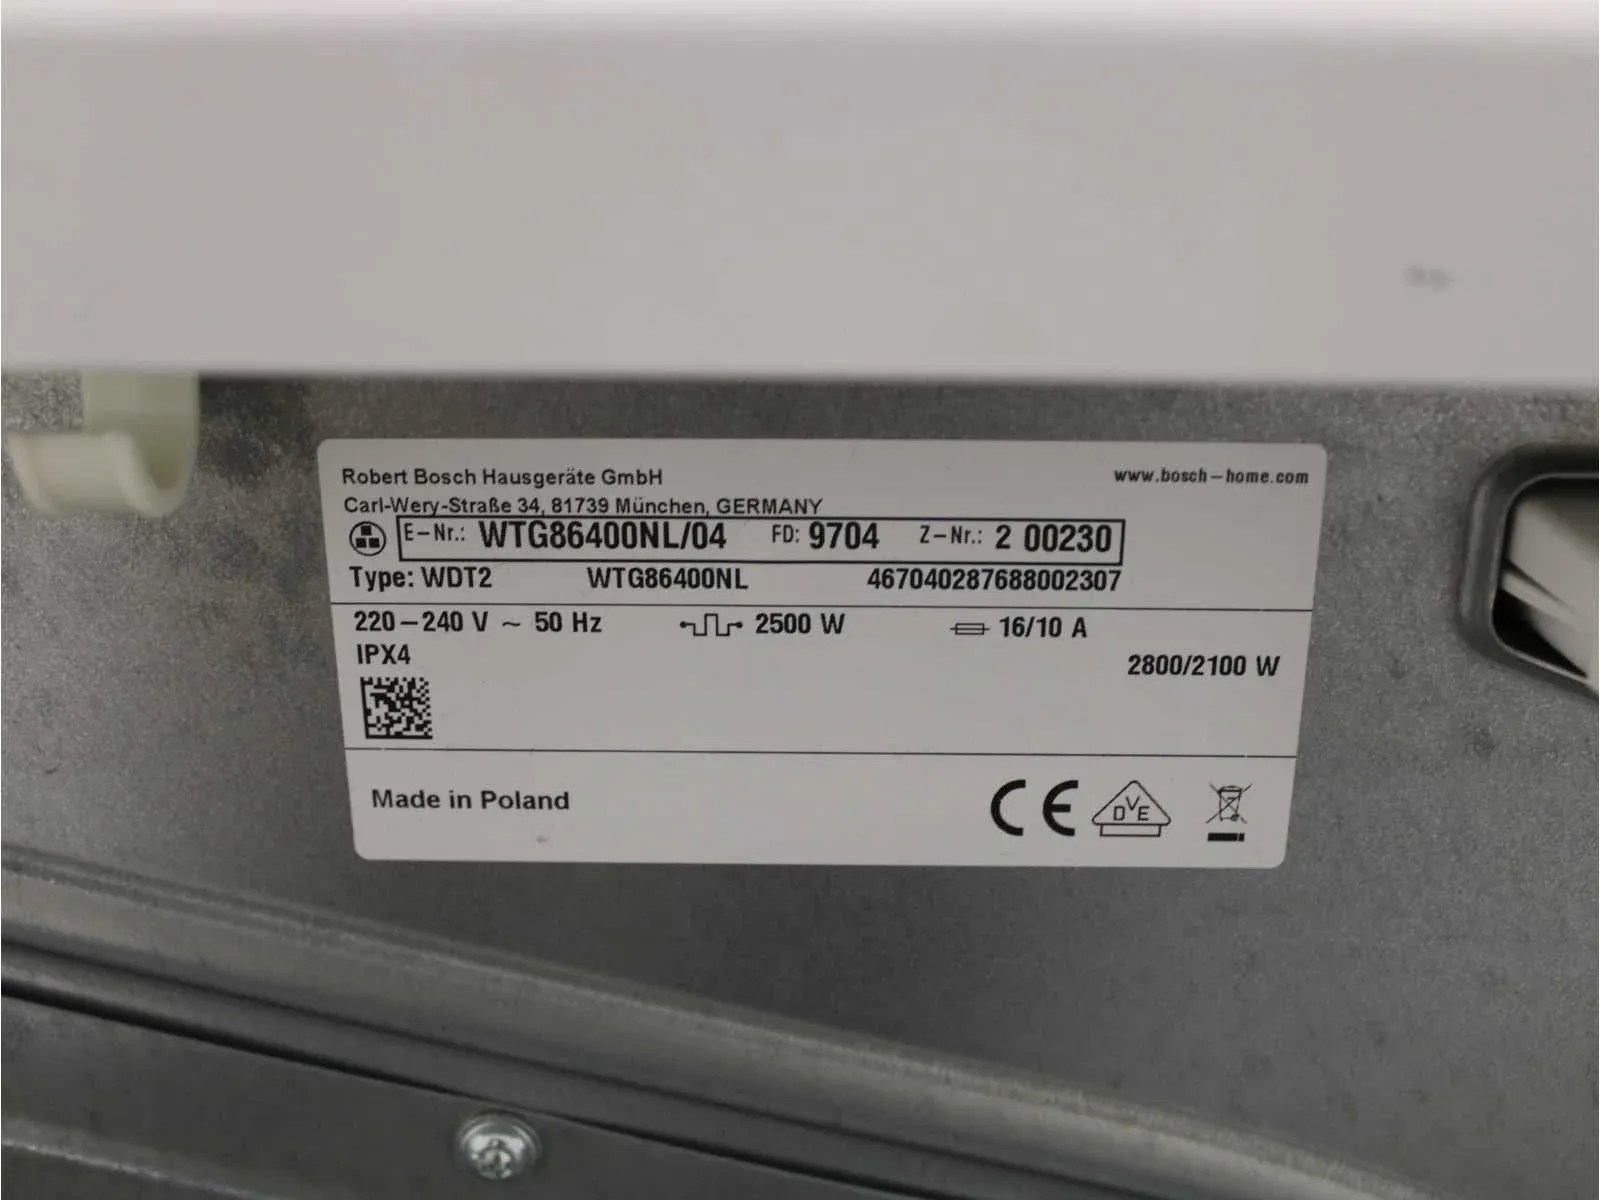 Robert Bosch Hausgeräte GmbH
www.bosch-home.com
Carl-Wery-Straße 34, 81739 München, GERMANY
E-Nr.: WTG86400NL/04 FD: 9704 Z-Nr.: 2 00230
Type: WDT2 WTG86400NL 467040287688002307
220-240 V ~ 50 Hz 2500 W 16/10 A
IPX4
2800/2100 W
Made in Poland
CE DVE